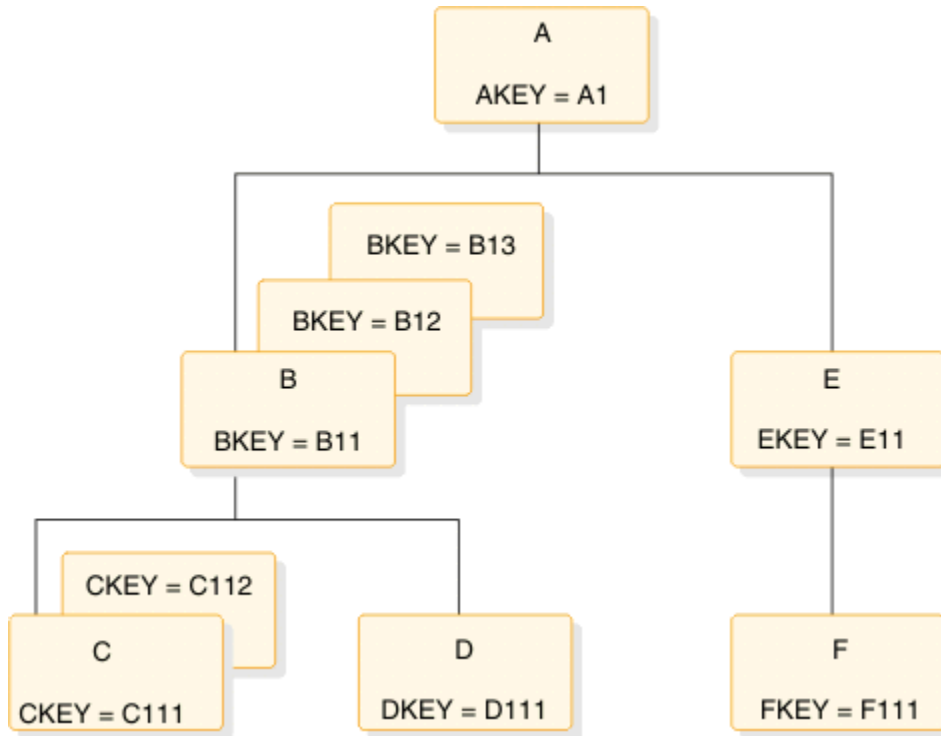 A
AKEY = A1
BKEY = B13
BKEY = B12
B
BKEY = B11
E
EKEY = E11
CKEY = C112
C
CKEY = C111
D
DKEY = D111
F
FKEY = F111